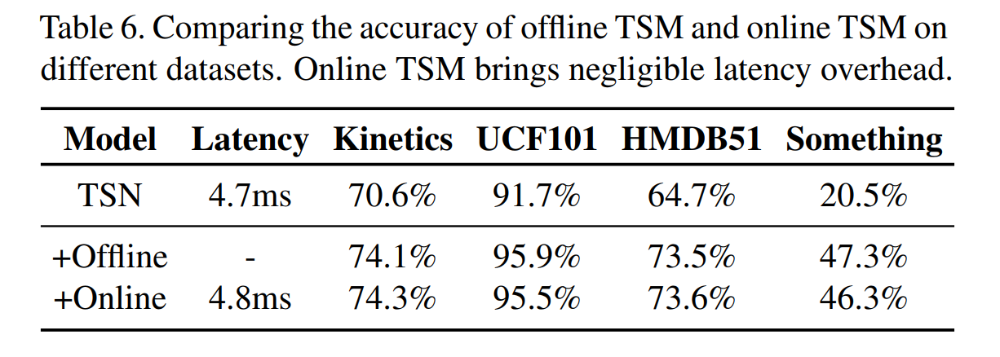 Table 6. Comparing the accuracy of offline TSM and online TSM on
different datasets. Online TSM brings negligible latency overhead.
Model Latency Kinetics UCF101 HMDB51 Something
TSN 4.7ms 70.6% 91.7% 64.7% 20.5%
+Offline - 74.1% 95.9% 73.5% 47.3%
+Online 4.8ms 74.3% 95.5% 73.6% 46.3%